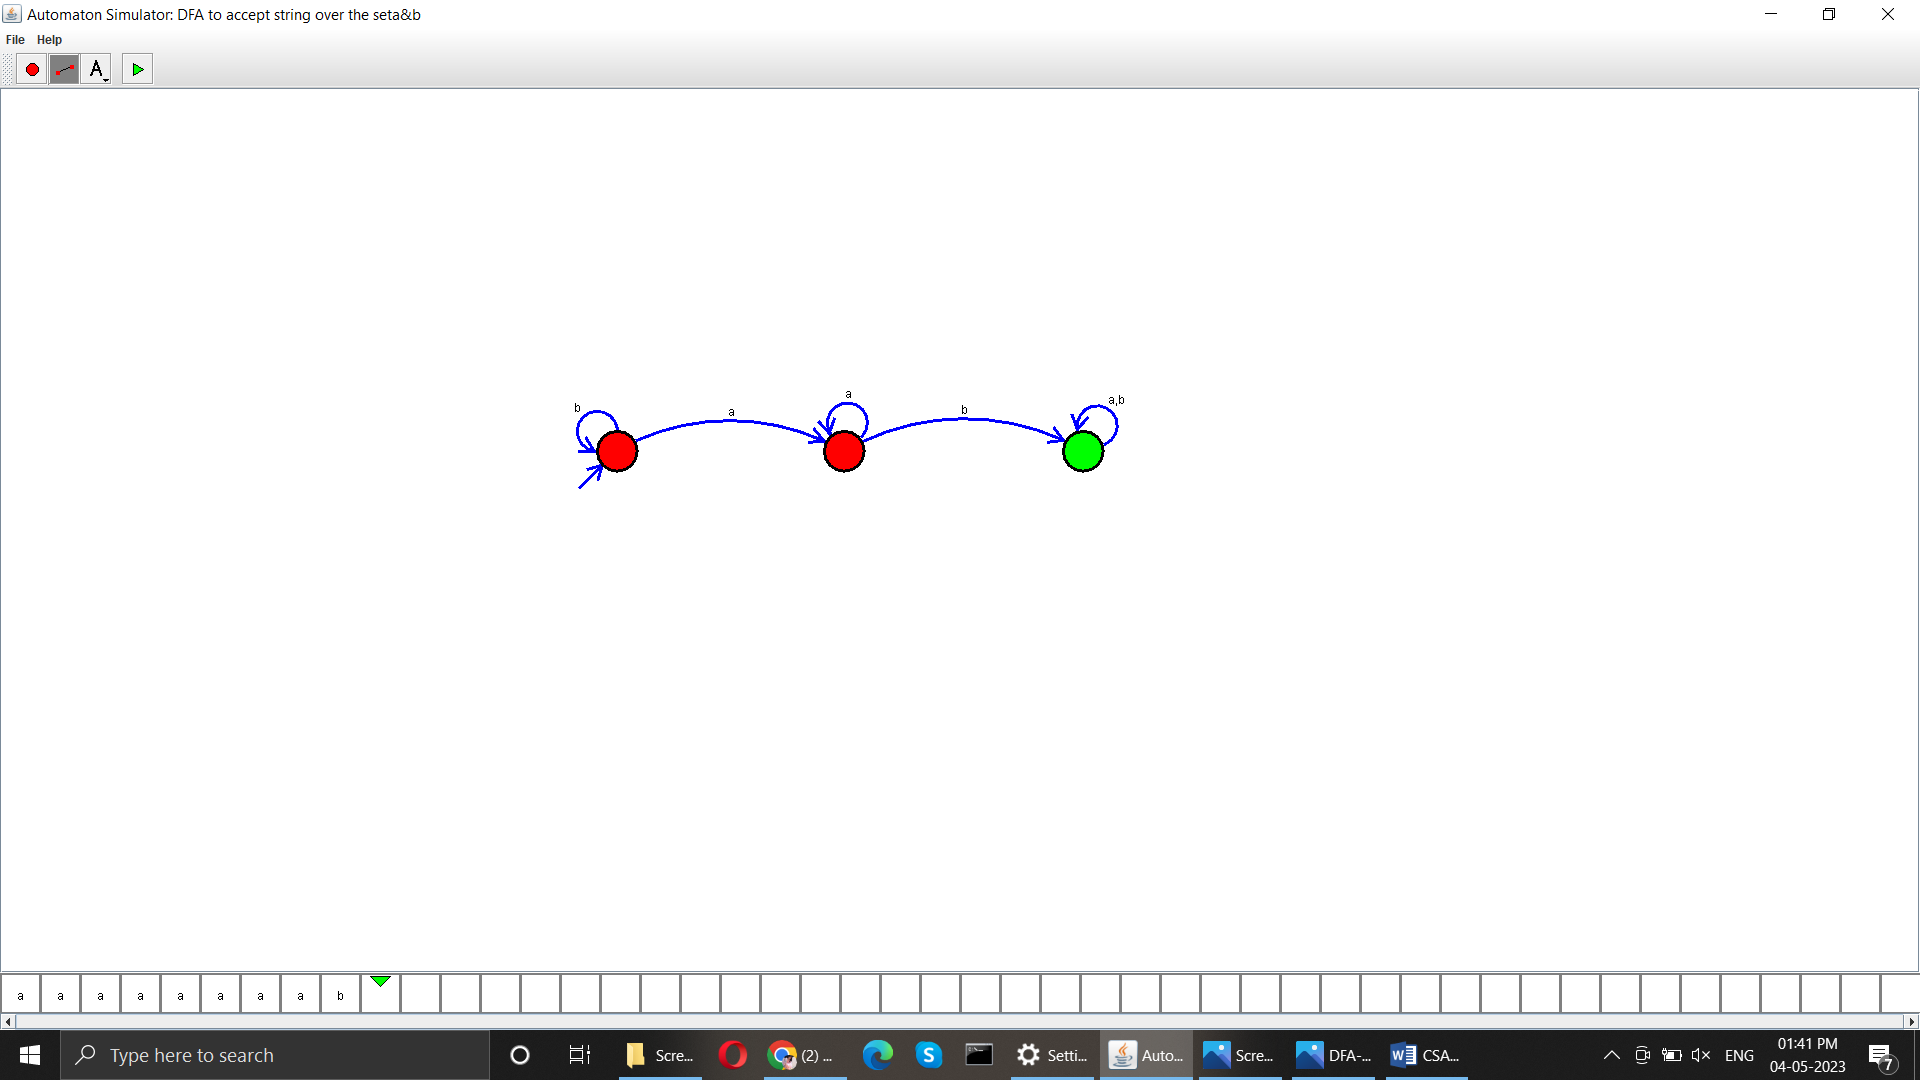 Automaton Simulator: DFA to accept string over the seta&b
File Help
A
a
b a b a,b
a a a a a a a a b
Type here to search
Scre... (2) ... Setti... Auto... Scre... DFA-... CSA...
ENG
01:41 PM
04-05-2023
7